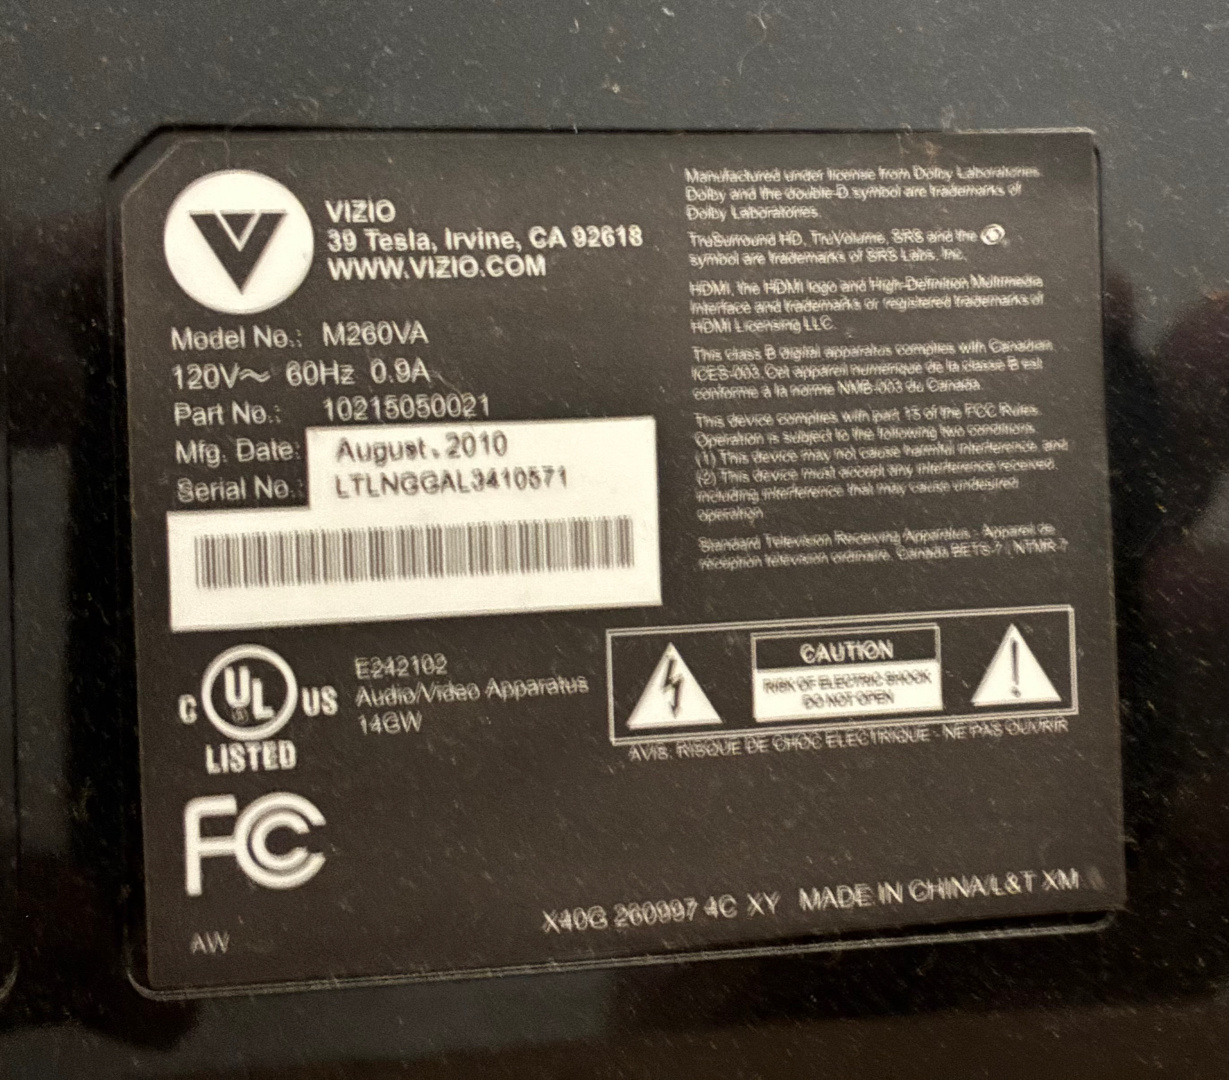 VIZIO
39 Tesla, Irvine, CA 92618
WWW.VIZIO.COM
Model No.: M260VA
120V~ 60Hz 0.9A
Part No.: 10215050021
Mfg. Date: August. 2010
Serial No.: LTLNGGAL3410571
Manufactured under license from Dolby Laboratories.
Dolby and the double-D symbol are trademarks of
Dolby Laboratories.
TruSurround HD, TruVolume, SRS and the
symbol are trademarks of SRS Labs, Inc.
HDMI, the HDMI logo and High-Definition Multimedia
Interface and trademarks or registered trademarks of
HDMI Licensing LLC.
This class B digital apparatus complies with Canadian
ICES-003. Cet appareil numerique de la classe B est
conforme à la norme NMB-003 du Canada
This device complies with part 15 of the FCC Rules.
Operation is subject to the following two conditions.
(1) This device may not cause harmful interference, and
(2) This device must accept any interference received,
including interference that may cause undesired
operation.
Standard Television Receiving Apparatus - Appareil de
réception télévision ordinaire, Canada BETS-7 / NTMR-7
C UL US
LISTED
E242102
Audio/Video Apparatus
14GW
CAUTION
RISK OF ELECTRIC SHOCK
DO NOT OPEN
AVIS: RISQUE DE CHOC ELECTRIQUE - NE PAS OUVRIR
FC
X40G 260997 4C XY MADE IN CHINA/L&T XM
AW